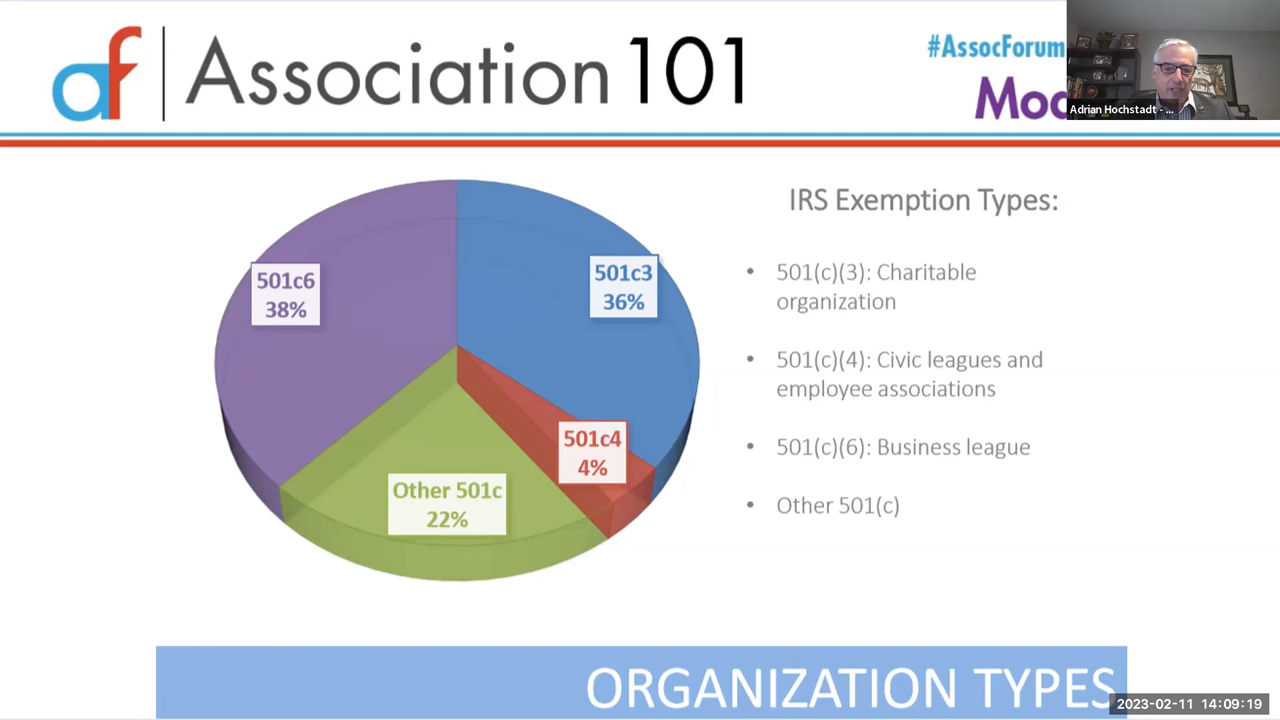 af Association 101
#AssocForum
Adrian Hochstadt - ...
IRS Exemption Types:
501c6
38%
501c3
36%
501c4
4%
Other 501c
22%
• 501(c)(3): Charitable
organization
• 501(c)(4): Civic leagues and
employee associations
• 501(c)(6): Business league
• Other 501(c)
ORGANIZATION TYPES
2023-02-11 14:09:19